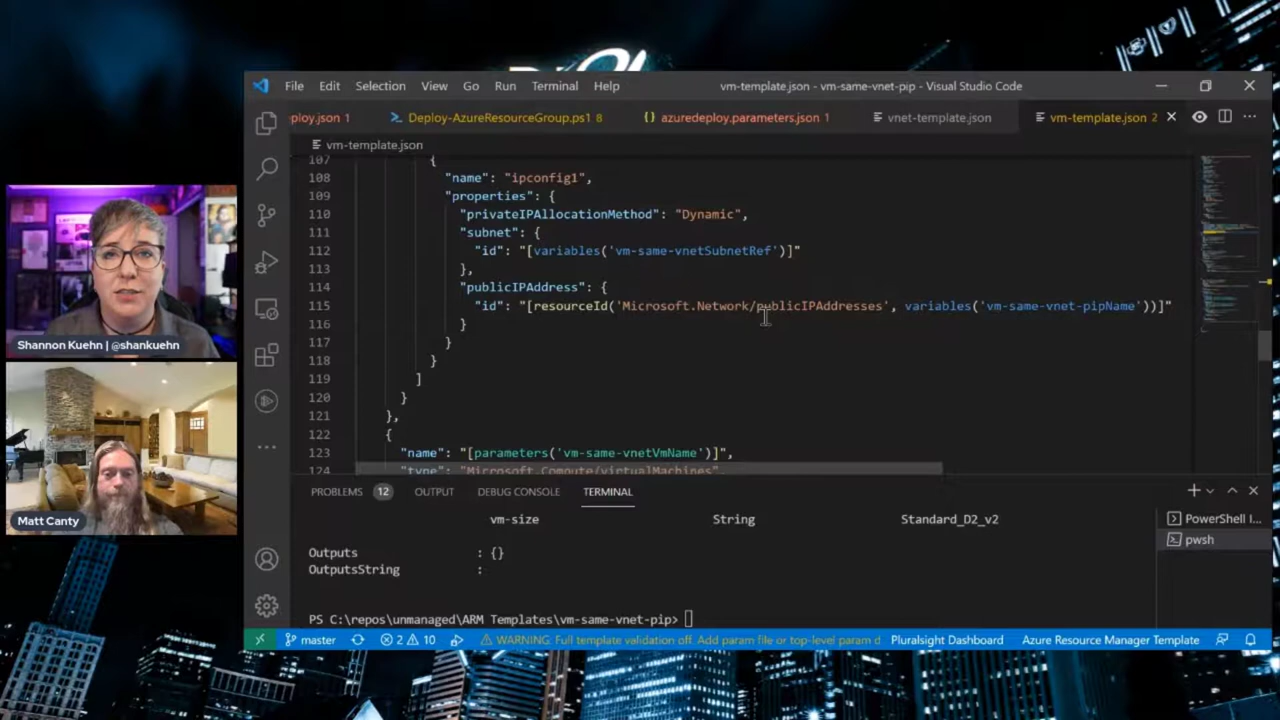 File Edit Selection View Go Run Terminal Help vm-template.json - vm-same-vnet-pip - Visual Studio Code
ploy.json 1 Deploy-AzureResourceGroup.ps1 8 {} azuredeploy.parameters.json 1 vnet-template.json vm-template.json 2
vm-template.json
107 {
108 "name": "ipconfig1",
109 "properties": {
110 "privateIPAllocationMethod": "Dynamic",
111 "subnet": {
112 "id": "[variables('vm-same-vnetSubnetRef')]"
113 },
114 "publicIPAddress": {
115 "id": "[resourceId('Microsoft.Network/publicIPAddresses', variables('vm-same-vnet-pipName'))]"
116 }
117 }
118 }
119 ]
120 }
121 },
122 {
123 "name": "[parameters('vm-same-vnetVmName')]",
124 "type": "Microsoft.Compute/virtualMachines",
PROBLEMS 12 OUTPUT DEBUG CONSOLE TERMINAL
vm-size String Standard_D2_v2
Outputs : {}
OutputsString :
PS C:\repos\unmanaged\ARM Templates\vm-same-vnet-pip>
PowerShell I...
pwsh
master 2 10 WARNING: Full template validation off. Add param file or top-level param d Pluralsight Dashboard Azure Resource Manager Template
Shannon Kuehn | @shankuehn
Matt Canty